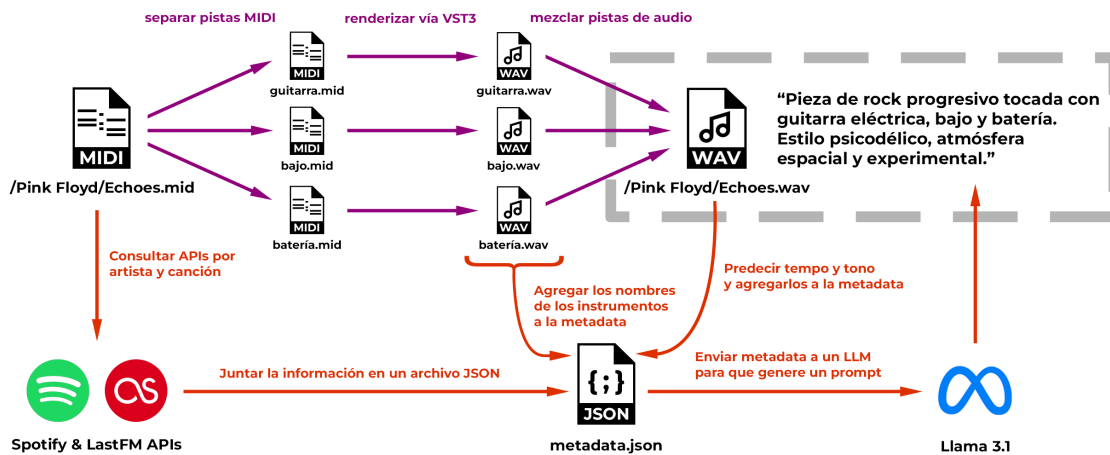 separar pistas MIDI
renderizar vía VST3
mezclar pistas de audio
MIDI
guitarra.mid
WAV
guitarra.wav
MIDI
/Pink Floyd/Echoes.mid
MIDI
bajo.mid
WAV
bajo.wav
WAV
/Pink Floyd/Echoes.wav
“Pieza de rock progresivo tocada con
guitarra eléctrica, bajo y batería.
Estilo psicodélico, atmósfera
espacial y experimental.”
MIDI
batería.mid
WAV
batería.wav
Consultar APIs por
artista y canción
Agregar los nombres
de los instrumentos
a la metadata
Predecir tempo y tono
y agregarlos a la metadata
Juntar la información en un archivo JSON
Enviar metadata a un LLM
para que genere un prompt
{;}
JSON
Spotify & LastFM APIs
metadata.json
Llama 3.1